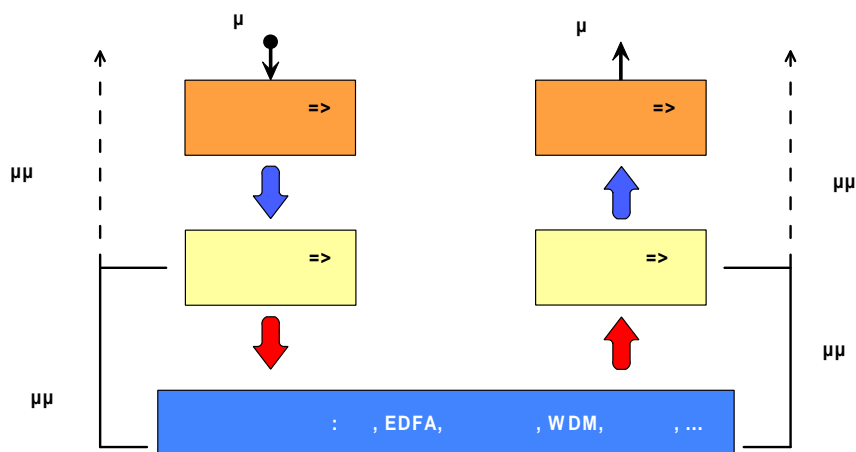 µ
µ
=>
=>
µµ
µµ
=>
=>
µµ
µµ
: , EDFA, , WDM, , ...